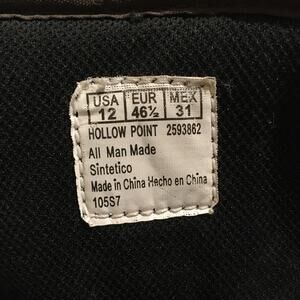 USA EUR MEX
12 46½ 31
HOLLOW POINT 2593862
All Man Made
Sintetico
Made in China Hecho en China
105S7